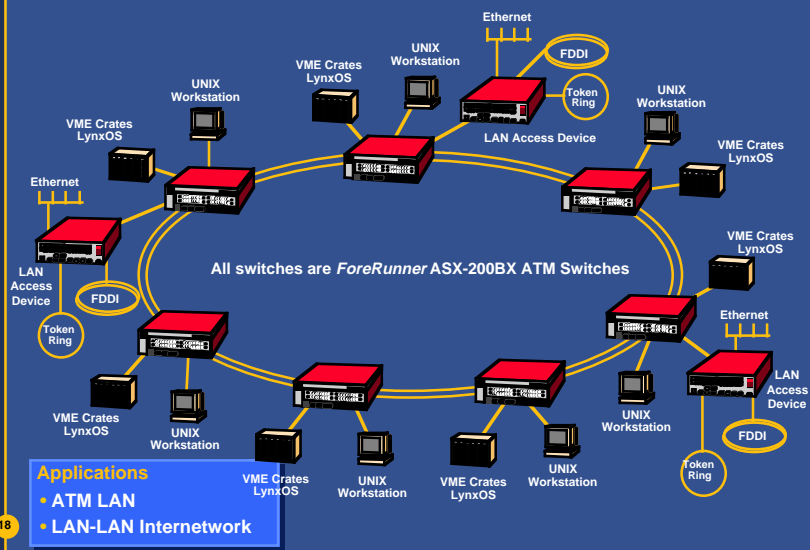 Ethernet
FDDI
UNIX
Workstation
VME Crates
LynxOS
Token
Ring
LAN Access Device
UNIX
Workstation
UNIX
Workstation
VME Crates
LynxOS
VME Crates
LynxOS
Ethernet
LAN
Access
Device
FDDI
Token
Ring
All switches are ForeRunner ASX-200BX ATM Switches
VME Crates
LynxOS
Ethernet
LAN
Access
Device
FDDI
Token
Ring
UNIX
Workstation
VME Crates
LynxOS
UNIX
Workstation
VME Crates
LynxOS
UNIX
Workstation
VME Crates
LynxOS
UNIX
Workstation
Applications
• ATM LAN
• LAN-LAN Internetwork
18